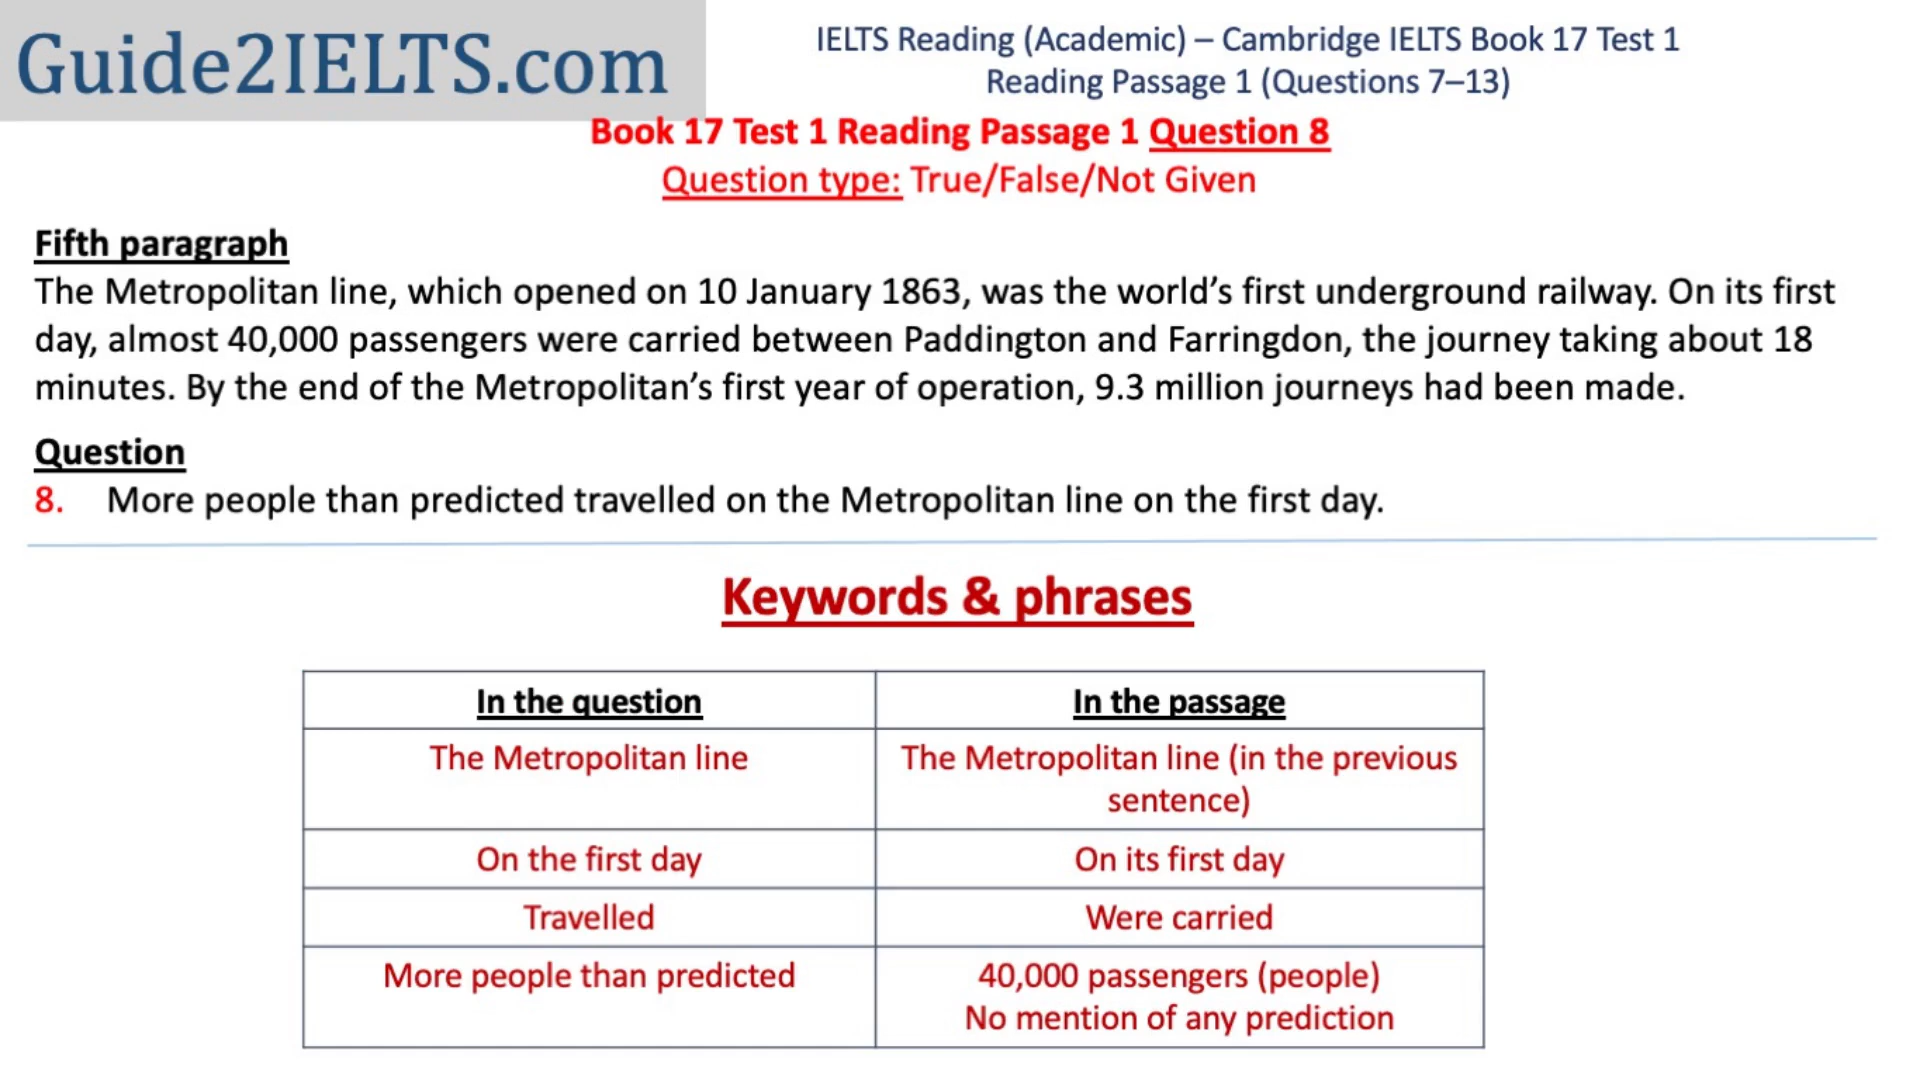 Guide2IELTS.com
IELTS Reading (Academic) – Cambridge IELTS Book 17 Test 1
Reading Passage 1 (Questions 7–13)
Book 17 Test 1 Reading Passage 1 Question 8
Question type: True/False/Not Given
Fifth paragraph
The Metropolitan line, which opened on 10 January 1863, was the world’s first underground railway. On its first
day, almost 40,000 passengers were carried between Paddington and Farringdon, the journey taking about 18
minutes. By the end of the Metropolitan’s first year of operation, 9.3 million journeys had been made.
Question
8. More people than predicted travelled on the Metropolitan line on the first day.
Keywords & phrases
In the question
In the passage
The Metropolitan line
The Metropolitan line (in the previous
sentence)
On the first day
On its first day
Travelled
Were carried
More people than predicted
40,000 passengers (people)
No mention of any prediction